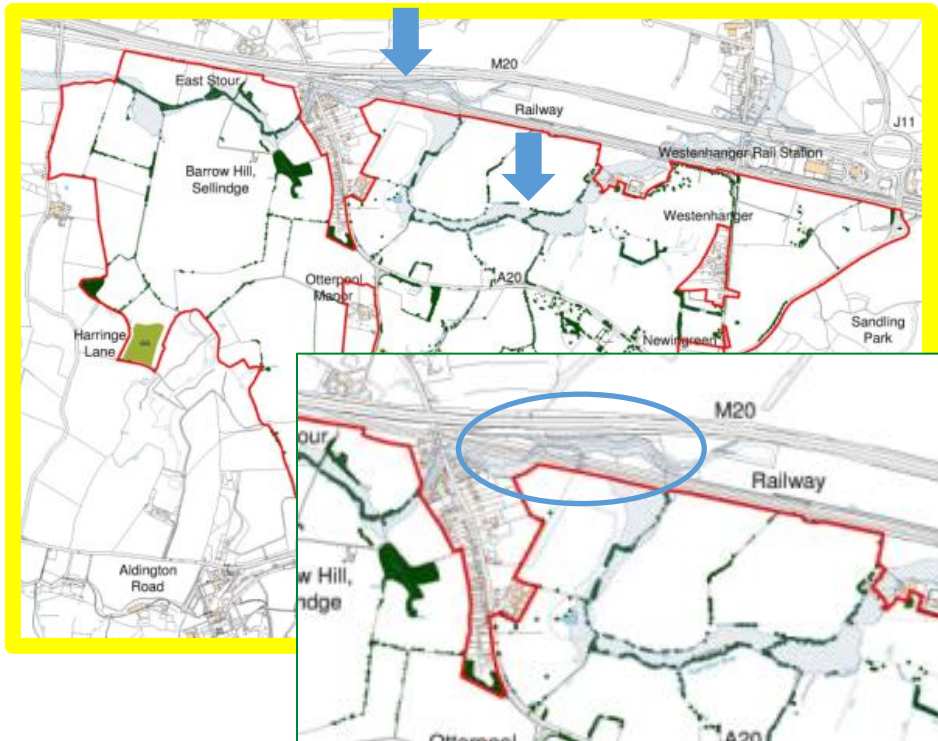 M20
East Stour
Railway
J11
Westenhanger Rail Station
Barrow Hill,
Sellindge
Westenhanger
Otterpool
Manor
A20
Harringe
Lane
Newingreen
Sandling
Park
Aldington
Road
M20
our
Railway
w Hill,
ndge
Otterpool
A20